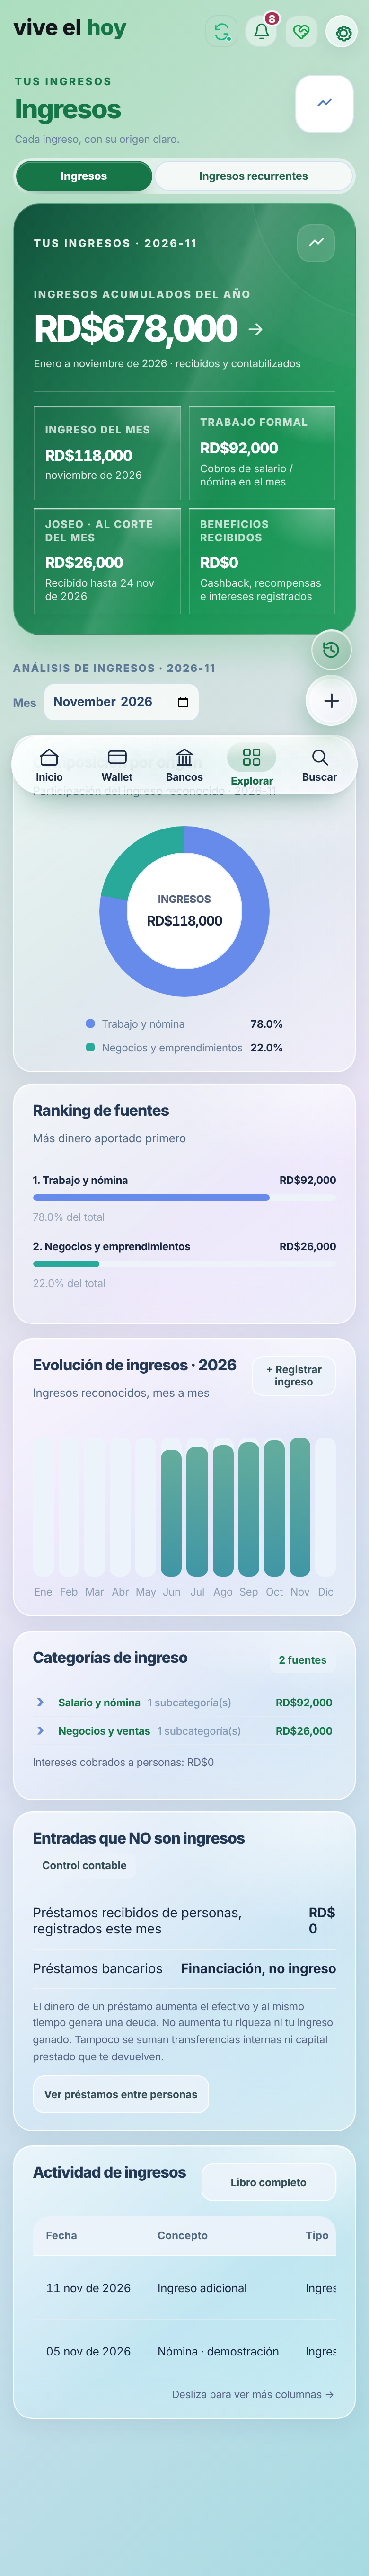 vive el hoy
8
TUS INGRESOS
Ingresos
Cada ingreso, con su origen claro.
Ingresos
Ingresos recurrentes
TUS INGRESOS · 2026-11
INGRESOS ACUMULADOS DEL AÑO
RD$678,000 →
Enero a noviembre de 2026 · recibidos y contabilizados
INGRESO DEL MES
RD$118,000
noviembre de 2026
TRABAJO FORMAL
RD$92,000
Cobros de salario /
nómina en el mes
JOSEO · AL CORTE
DEL MES
RD$26,000
Recibido hasta 24 nov
de 2026
BENEFICIOS
RECIBIDOS
RD$0
Cashback, recompensas
e intereses registrados
ANÁLISIS DE INGRESOS · 2026-11
Mes
November 2026
Inicio
Wallet
Bancos
Explorar
Buscar
Participación del ingreso reconocido · 2026-11
INGRESOS
RD$118,000
Trabajo y nómina 78.0%
Negocios y emprendimientos 22.0%
Ranking de fuentes
Más dinero aportado primero
1. Trabajo y nómina RD$92,000
78.0% del total
2. Negocios y emprendimientos RD$26,000
22.0% del total
Evolución de ingresos · 2026
+ Registrar
ingreso
Ingresos reconocidos, mes a mes
Ene Feb Mar Abr May Jun Jul Ago Sep Oct Nov Dic
Categorías de ingreso
2 fuentes
Salario y nómina 1 subcategoría(s) RD$92,000
Negocios y ventas 1 subcategoría(s) RD$26,000
Intereses cobrados a personas: RD$0
Entradas que NO son ingresos
Control contable
Préstamos recibidos de personas,
registrados este mes
RD$
0
Préstamos bancarios Financiación, no ingreso
El dinero de un préstamo aumenta el efectivo y al mismo
tiempo genera una deuda. No aumenta tu riqueza ni tu ingreso
ganado. Tampoco se suman transferencias internas ni capital
prestado que te devuelven.
Ver préstamos entre personas
Actividad de ingresos
Libro completo
Fecha Concepto Tipo
11 nov de 2026 Ingreso adicional Ingres
05 nov de 2026 Nómina · demostración Ingres
Desliza para ver más columnas →